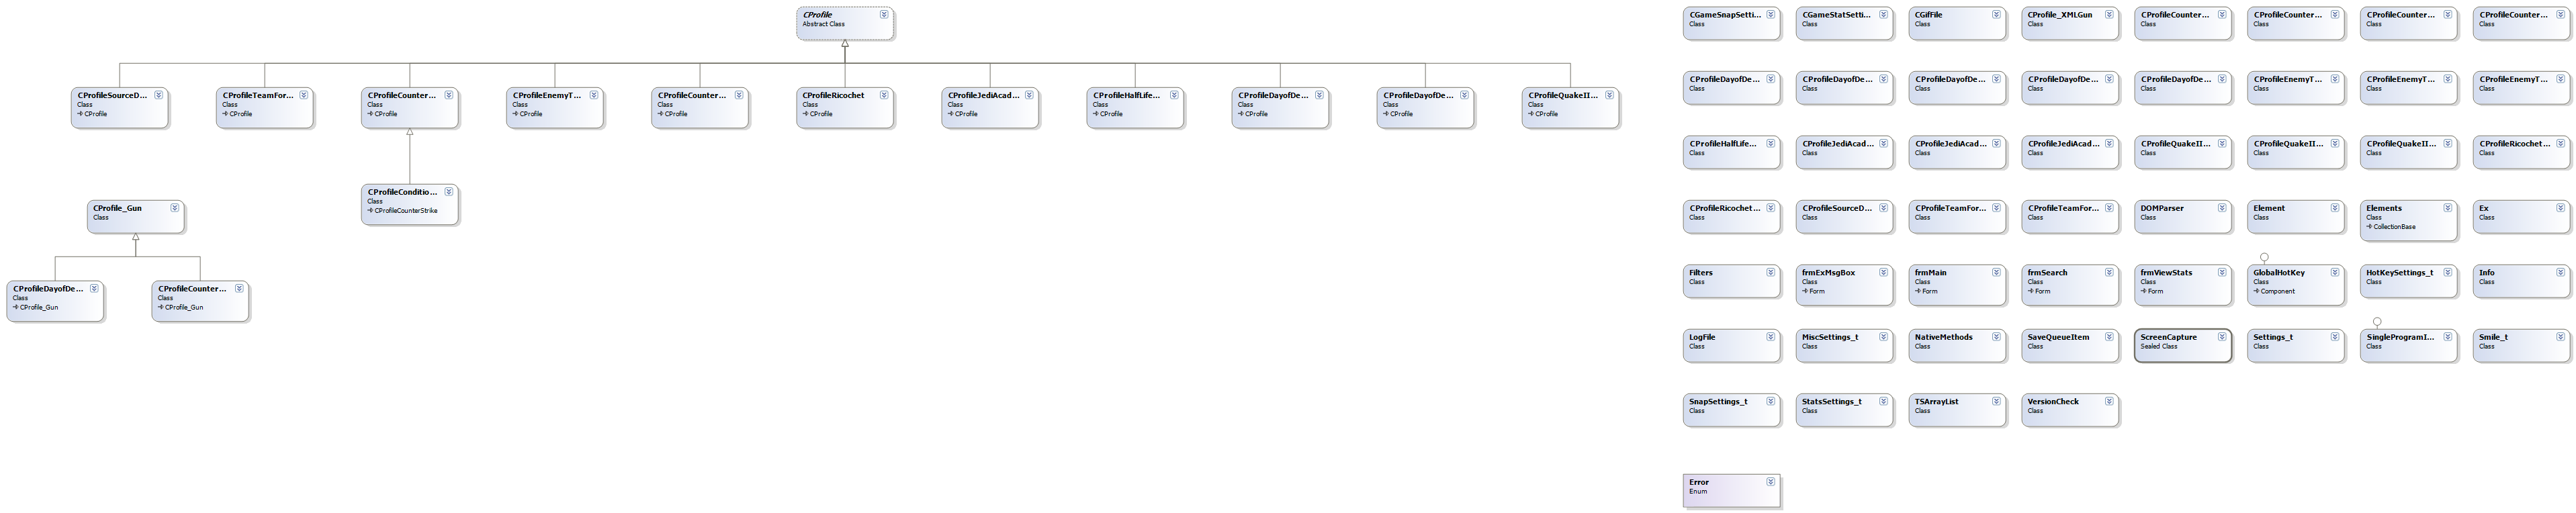 CProfile
Abstract Class
CProfileSourceD...
Class
CProfile
CProfileTeamFor...
Class
CProfile
CProfileCounter...
Class
CProfile
CProfileEnemyT...
Class
CProfile
CProfileCounter...
Class
CProfile
CProfileRicochet
Class
CProfile
CProfileJediAcad...
Class
CProfile
CProfileHalfLife...
Class
CProfile
CProfileDayofDe...
Class
CProfile
CProfileDayofDe...
Class
CProfile
CProfileQuakeII...
Class
CProfile
CProfileConditio...
Class
CProfileCounterStrike
CProfile_Gun
Class
CProfileDayofDe...
Class
CProfile_Gun
CProfileCounter...
Class
CProfile_Gun
CGameSnapSetti...
Class
CGameStatSetti...
Class
CGifFile
Class
CProfile_XMLGun
Class
CProfileCounter...
Class
CProfileCounter...
Class
CProfileCounter...
Class
CProfileCounter...
Class
CProfileDayofDe...
Class
CProfileDayofDe...
Class
CProfileDayofDe...
Class
CProfileDayofDe...
Class
CProfileDayofDe...
Class
CProfileEnemyT...
Class
CProfileEnemyT...
Class
CProfileEnemyT...
Class
CProfileHalfLife...
Class
CProfileJediAcad...
Class
CProfileJediAcad...
Class
CProfileJediAcad...
Class
CProfileQuakeII...
Class
CProfileQuakeII...
Class
CProfileQuakeII...
Class
CProfileRicochet...
Class
CProfileRicochet...
Class
CProfileSourceD...
Class
CProfileTeamFor...
Class
CProfileTeamFor...
Class
DOMParser
Class
Element
Class
Elements
Class
CollectionBase
Ex
Class
Filters
Class
frmExMsgBox
Class
Form
frmMain
Class
Form
frmSearch
Class
Form
frmViewStats
Class
Form
GlobalHotKey
Class
Component
HotKeySettings_t
Class
Info
Class
LogFile
Class
MiscSettings_t
Class
NativeMethods
Class
SaveQueueItem
Class
ScreenCapture
Sealed Class
Settings_t
Class
SingleProgramI...
Class
Smile_t
Class
SnapSettings_t
Class
StatsSettings_t
Class
TSArrayList
Class
VersionCheck
Class
Error
Enum